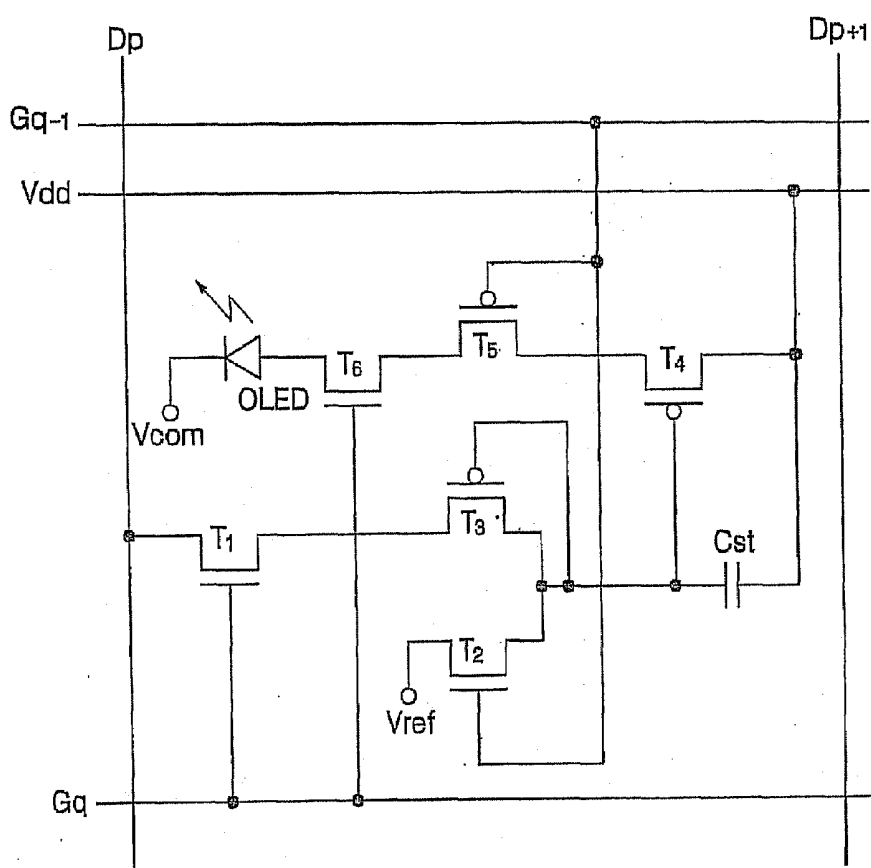 Dp
Dp+1
Gq-1
Vdd
T6
T5
T4
OLED
Vcom
T1
T3
Cst
T2
Vref
Gq